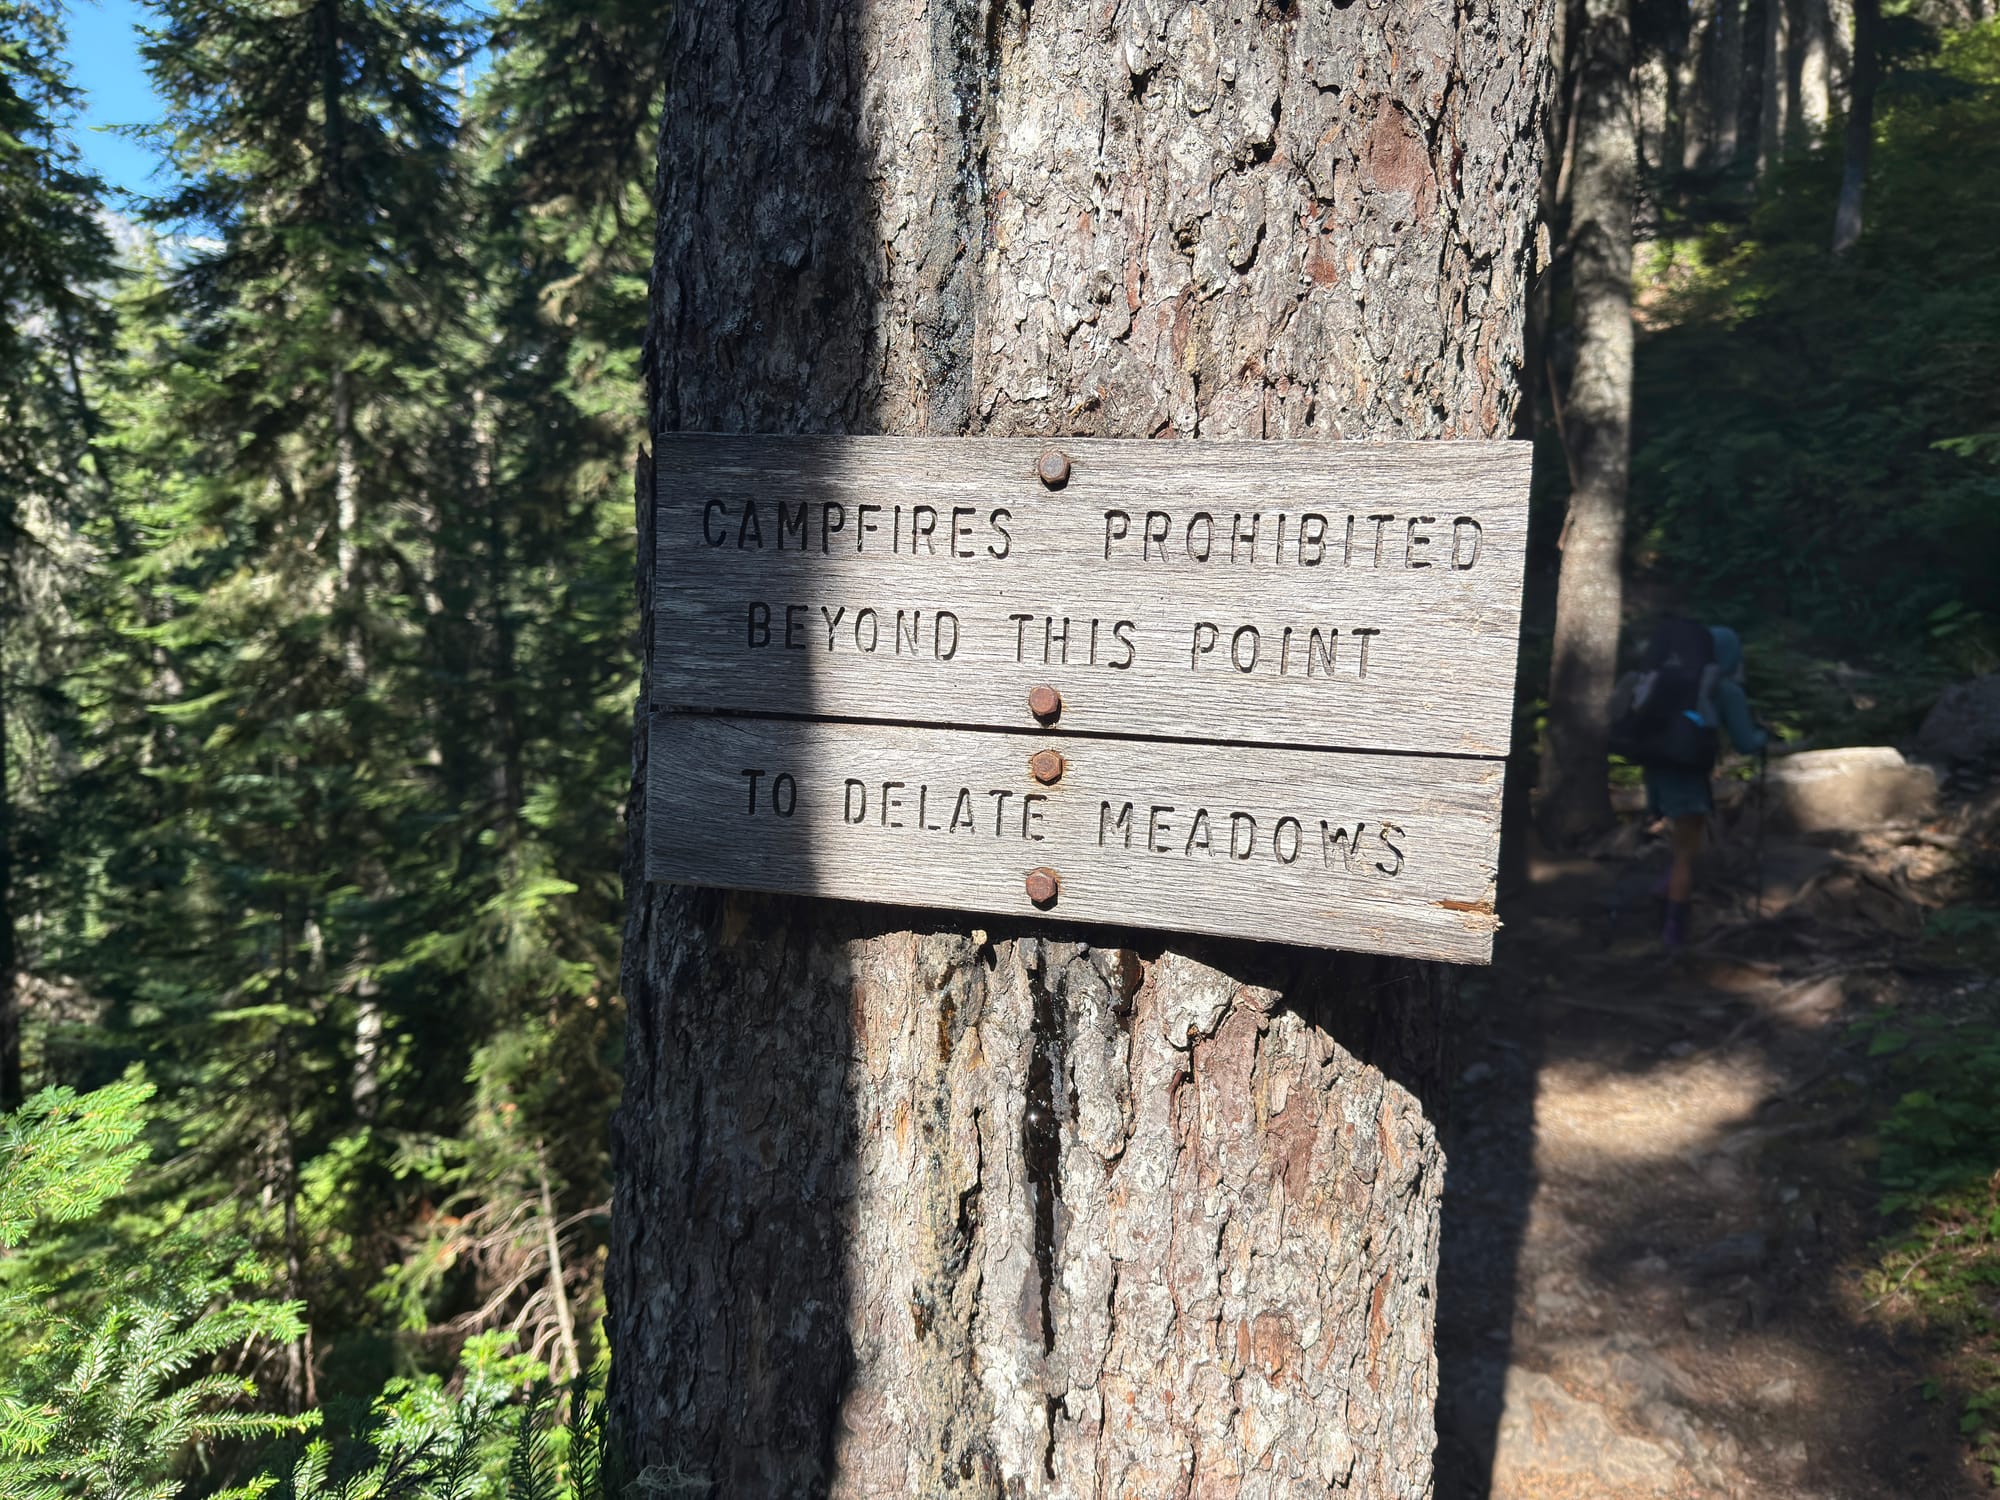 CAMPFIRES PROHIBITED
BEYOND THIS POINT
TO DELATE MEADOWS